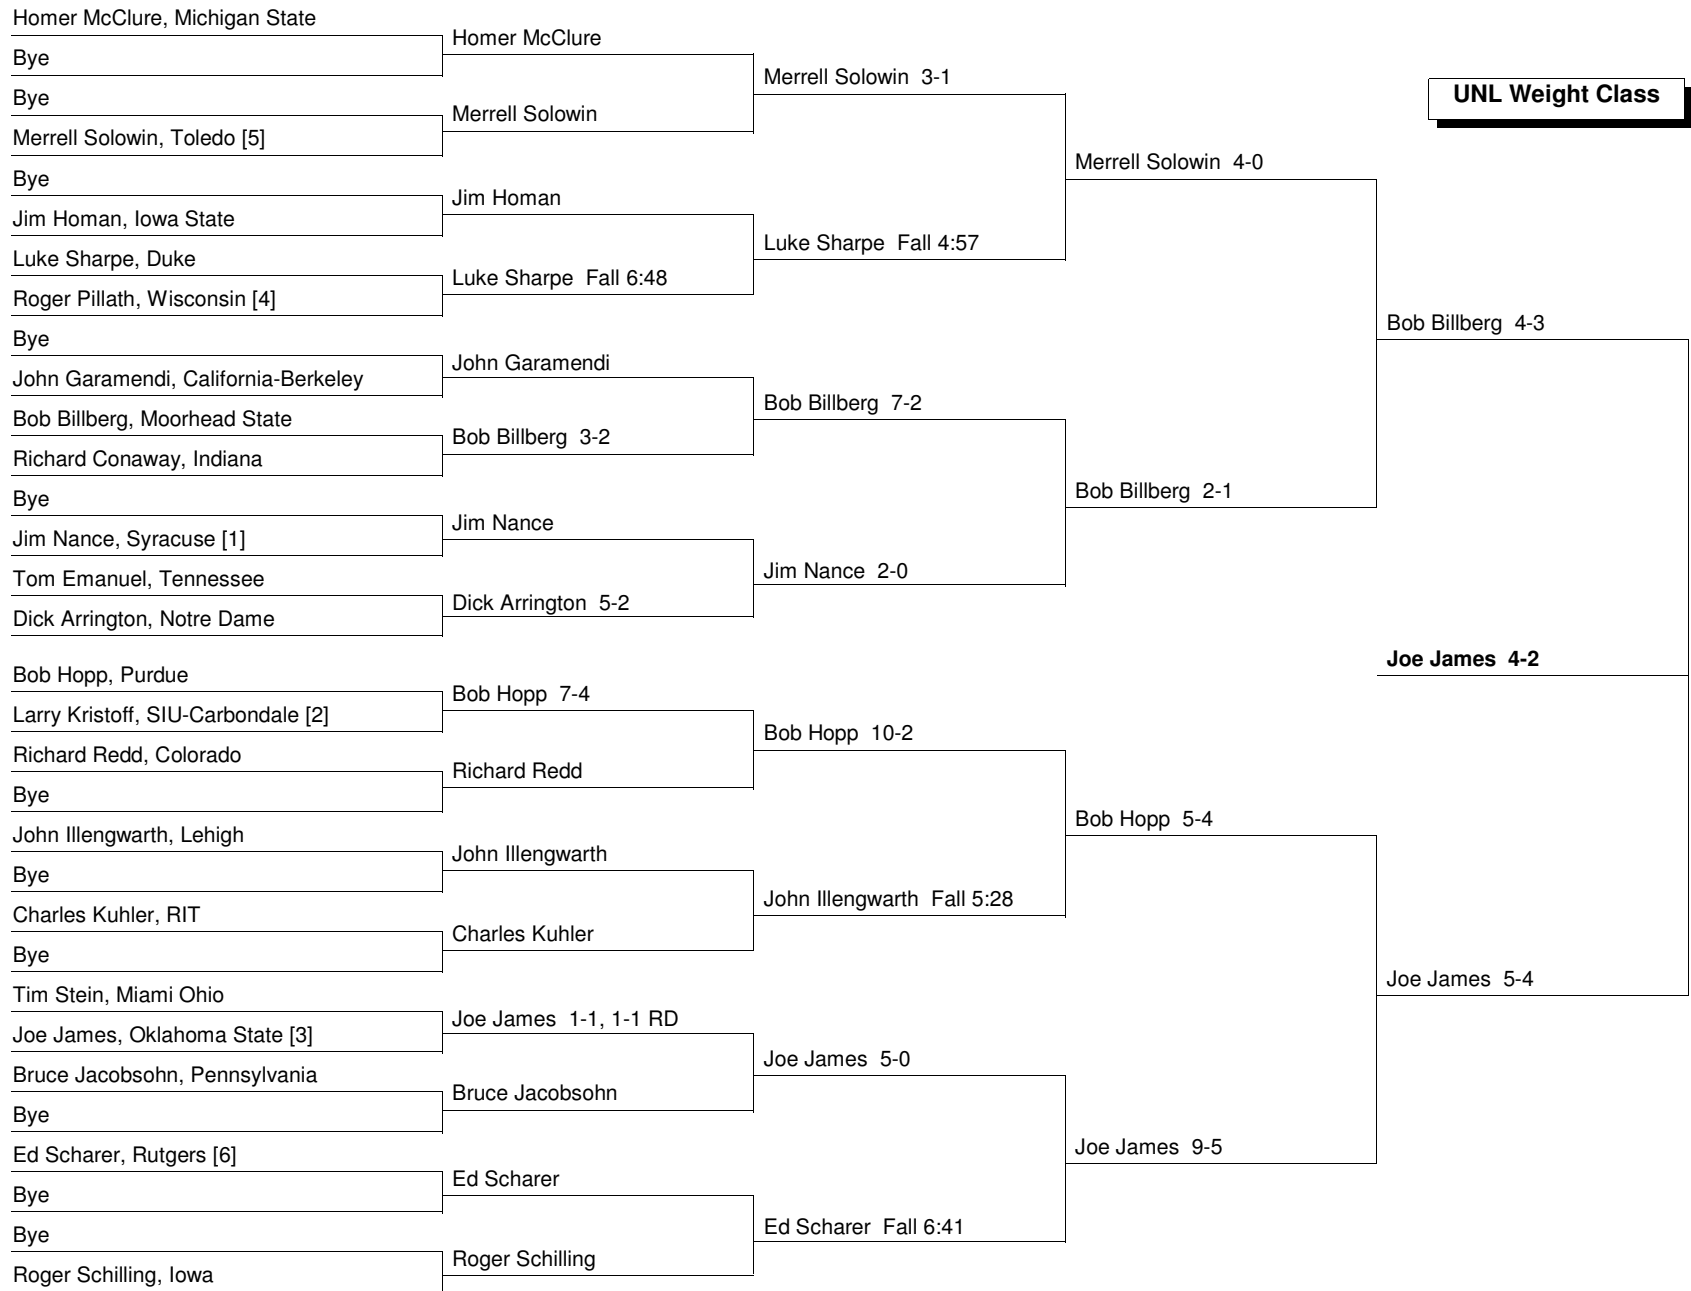 Homer McClure, Michigan State
Bye
Bye
Merrell Solowin, Toledo [5]
Bye
Jim Homan, Iowa State
Luke Sharpe, Duke
Roger Pillath, Wisconsin [4]
Bye
John Garamendi, California-Berkeley
Bob Billberg, Moorhead State
Richard Conaway, Indiana
Bye
Jim Nance, Syracuse [1]
Tom Emanuel, Tennessee
Dick Arrington, Notre Dame
Bob Hopp, Purdue
Larry Kristoff, SIU-Carbondale [2]
Richard Redd, Colorado
Bye
John Illengwarth, Lehigh
Bye
Charles Kuhler, RIT
Bye
Tim Stein, Miami Ohio
Joe James, Oklahoma State [3]
Bruce Jacobsohn, Pennsylvania
Bye
Ed Scharer, Rutgers [6]
Bye
Bye
Roger Schilling, Iowa
Homer McClure
Merrell Solowin
Jim Homan
Luke Sharpe  Fall 6:48
John Garamendi
Bob Billberg  3-2
Jim Nance
Dick Arrington  5-2
Bob Hopp  7-4
Richard Redd
John Illengwarth
Charles Kuhler
Joe James  1-1, 1-1 RD
Bruce Jacobsohn
Ed Scharer
Roger Schilling
Merrell Solowin  3-1
Luke Sharpe  Fall 4:57
Bob Billberg  7-2
Jim Nance  2-0
Bob Hopp  10-2
John Illengwarth  Fall 5:28
Joe James  5-0
Ed Scharer  Fall 6:41
Merrell Solowin  4-0
Bob Billberg  2-1
Bob Hopp  5-4
Joe James  9-5
UNL Weight Class
Bob Billberg  4-3
Joe James  4-2
Joe James  5-4